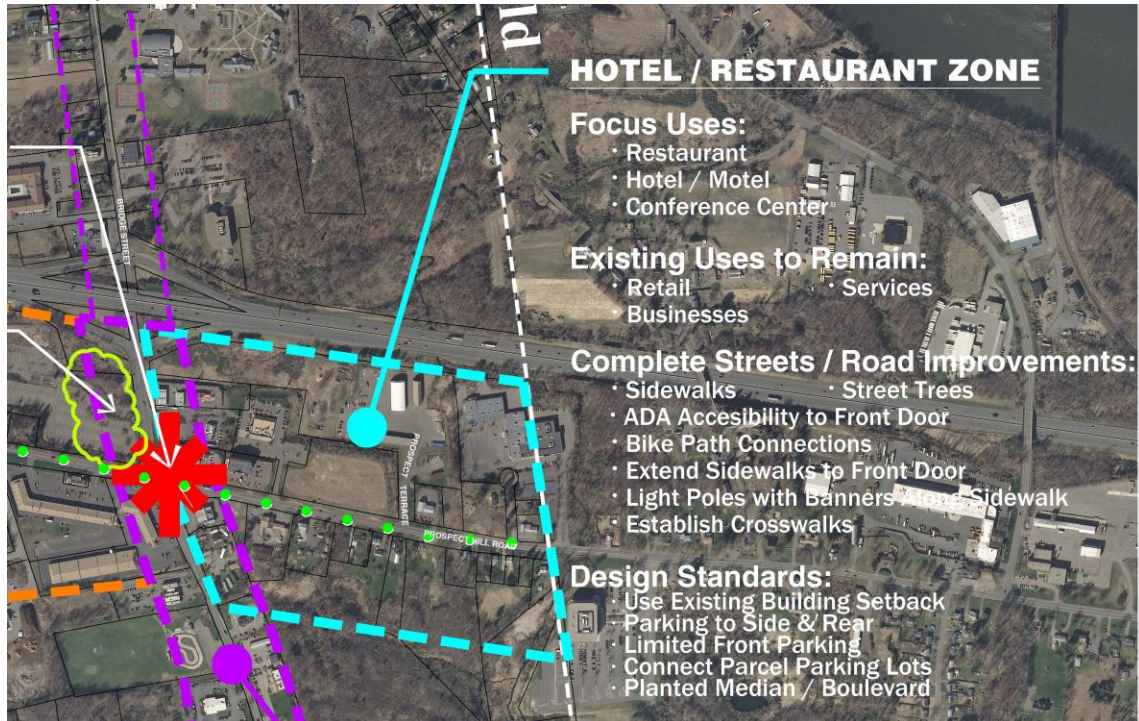 ld
HOTEL / RESTAURANT ZONE
Focus Uses:
· Restaurant
· Hotel / Motel
· Conference Center
BRIDGE STREET
Existing Uses to Remain:
· Retail · Services
· Businesses
Complete Streets / Road Improvements:
· Sidewalks · Street Trees
· ADA Accesibility to Front Door
· Bike Path Connections
· Extend Sidewalks to Front Door
· Light Poles with Banners Along Sidewalk
· Establish Crosswalks
PROSPECT TERRACE
PROSPECT HILL ROAD
Design Standards:
· Use Existing Building Setback
· Parking to Side & Rear
· Limited Front Parking
· Connect Parcel Parking Lots
· Planted Median / Boulevard